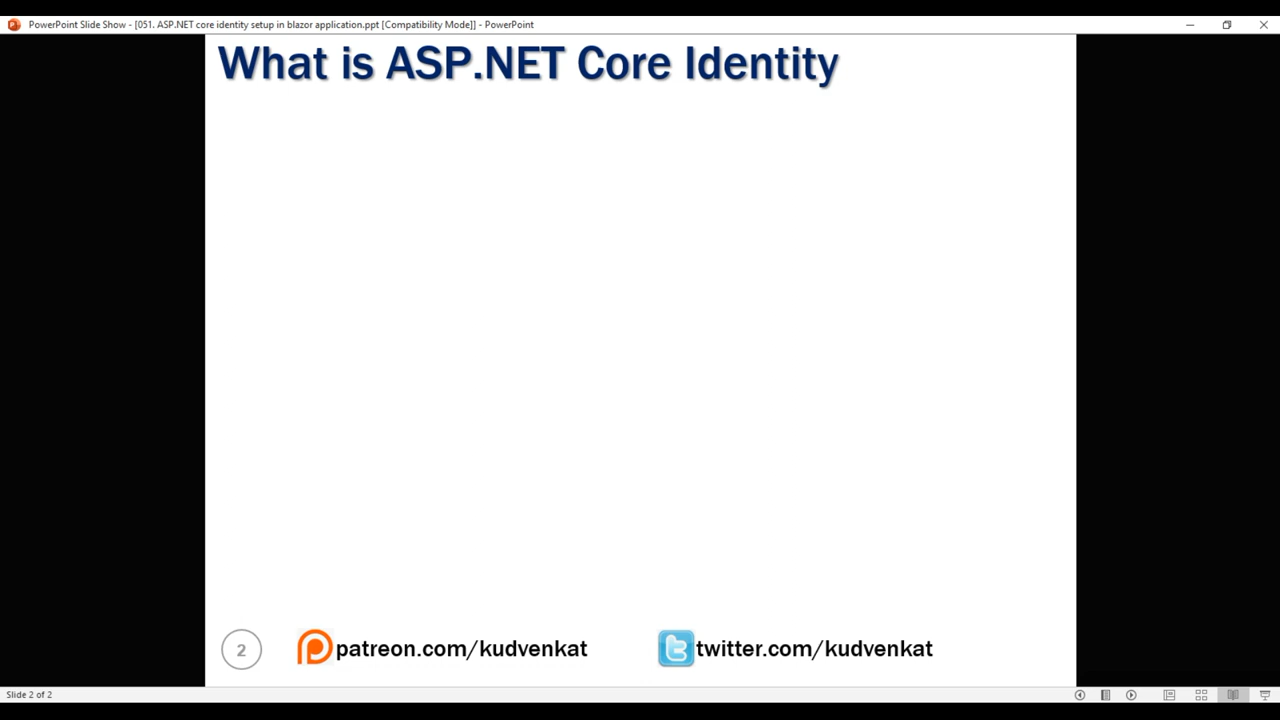 PowerPoint Slide Show - [051. ASP.NET core identity setup in blazor application.ppt [Compatibility Mode]] - PowerPoint
What is ASP.NET Core Identity
2 patreon.com/kudvenkat twitter.com/kudvenkat
Slide 2 of 2